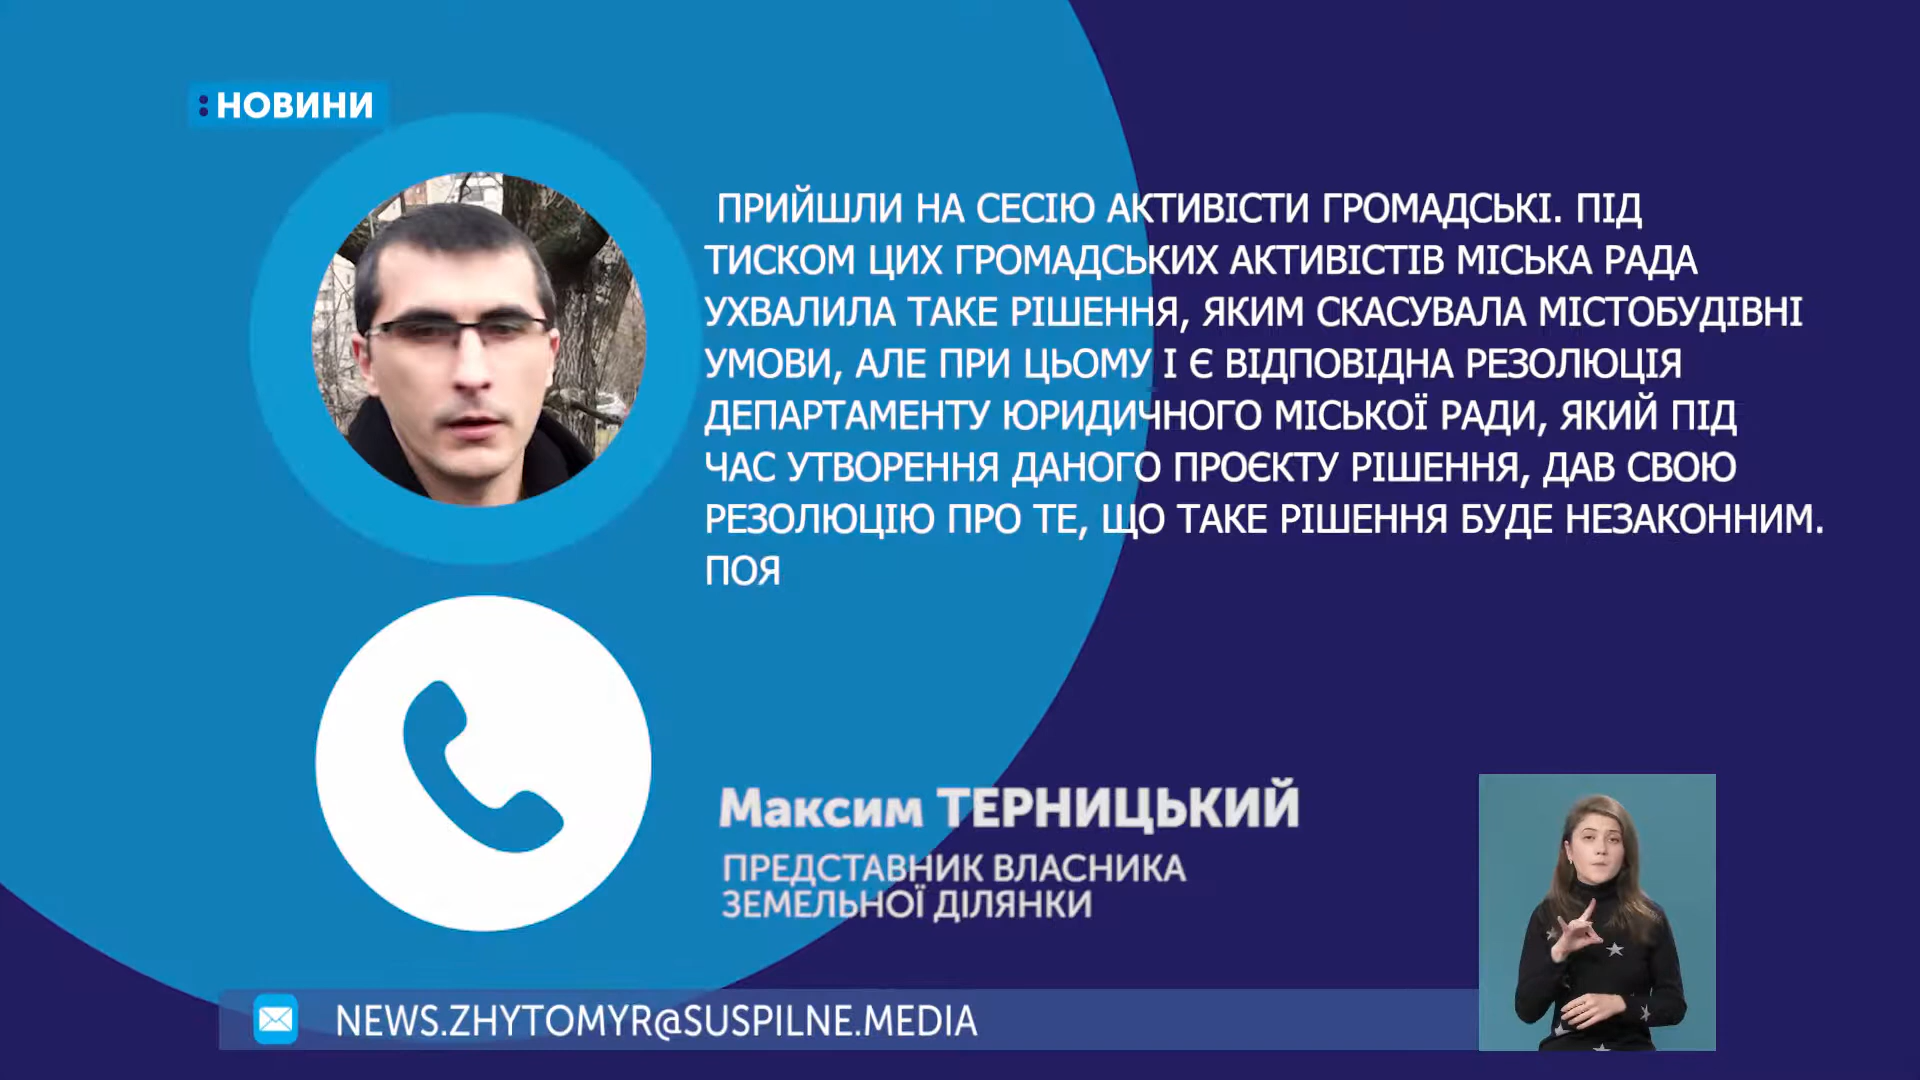 :НОВИНИ
ПРИЙШЛИ НА СЕСІЮ АКТИВІСТИ ГРОМАДСЬКІ. ПІД
ТИСКОМ ЦИХ ГРОМАДСЬКИХ АКТИВІСТІВ МІСЬКА РАДА
УХВАЛИЛА ТАКЕ РІШЕННЯ, ЯКИМ СКАСУВАЛА МІСТОБУДІВНІ
УМОВИ, АЛЕ ПРИ ЦЬОМУ І Є ВІДПОВІДНА РЕЗОЛЮЦІЯ
ДЕПАРТАМЕНТУ ЮРИДИЧНОГО МІСЬКОЇ РАДИ, ЯКИЙ ПІД
ЧАС УТВОРЕННЯ ДАНОГО ПРОЄКТУ РІШЕННЯ, ДАВ СВОЮ
РЕЗОЛЮЦІЮ ПРО ТЕ, ЩО ТАКЕ РІШЕННЯ БУДЕ НЕЗАКОННИМ.
ПОЯ
Максим ТЕРНИЦЬКИЙ
ПРЕДСТАВНИК ВЛАСНИКА
ЗЕМЕЛЬНОЇ ДІЛЯНКИ
NEWS.ZHYTOMYR@SUSPILNE.MEDIA